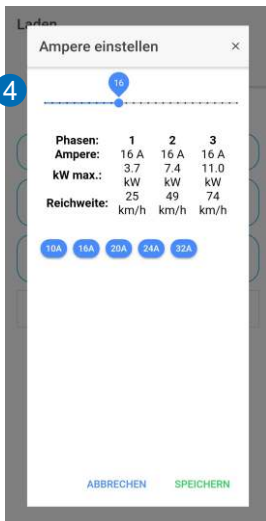 Laden
Ampere einstellen ×
16
4
Phasen: 1 2 3
Ampere: 16 A 16 A 16 A
kW max.: 3.7 kW 7.4 kW 11.0 kW
Reichweite: 25 km/h 49 km/h 74 km/h
10A 16A 20A 24A 32A
ABBRECHEN SPEICHERN